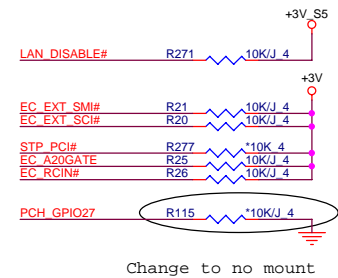 +3V_S5
LAN_DISABLE# R271 10K/J_4
+3V
EC_EXT_SMI# R21 10K/J_4
EC_EXT_SCI# R20 10K/J_4
STP_PCI# R277 *10K_4
EC_A20GATE R25 10K/J_4
EC_RCIN# R26 10K/J_4
PCH_GPIO27 R115 *10K/J_4
Change to no mount